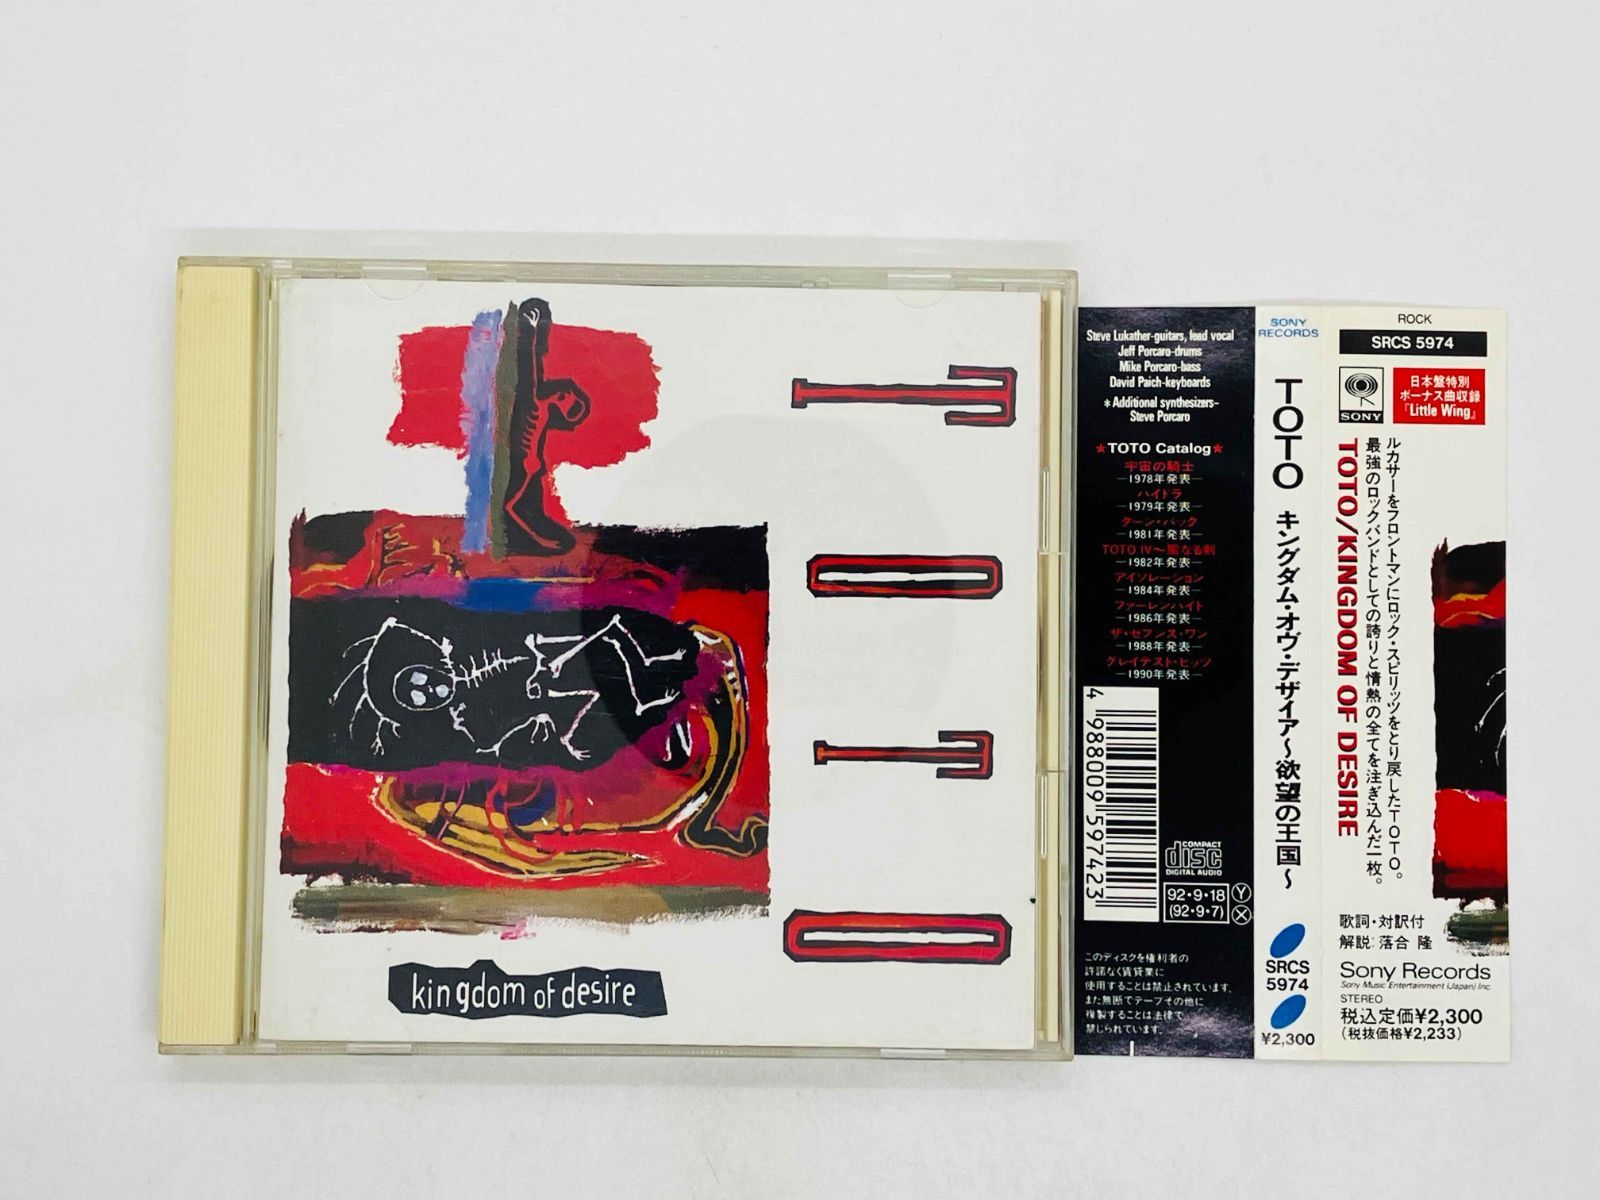 TOTO
kingdom of desire
Steve Lukather-guitars, lead vocal
Jeff Porcaro-drums
Mike Porcaro-bass
David Paich-keyboards
*Additional synthesizers-
Steve Porcaro
★TOTO Catalog★
宇宙の騎士
—1978年発表—
ハイドラ
—1979年発表—
ターン・バック
—1981年発表—
TOTO IV〜聖なる剣
—1982年発表—
アイソレーション
—1984年発表—
ファーレンハイト
—1986年発表—
ザ・セブンス・ワン
—1988年発表—
グレイテスト・ヒッツ
—1990年発表—
4988009597423
COMPACT
disc
DIGITAL AUDIO
92・9・18
(92・9・7)
Y
X
このディスクを権利者の
許諾なく賃貸業に
使用することは禁止されています。
また無断でテープその他に
複製することは法律で
禁じられています。
SONY
RECORDS
TOTO キングダム・オヴ・デザイア〜欲望の王国〜
SRCS
5974
¥2,300
ROCK
SRCS 5974
SONY
日本盤特別
ボーナス曲収録
『Little Wing』
ルカサーをフロントマンにロック・スピリッツをとり戻したTOTO。
最強のロックバンドとしての誇りと情熱の全てを注ぎ込んだ一枚。
TOTO/KINGDOM OF DESIRE
歌詞・対訳付
解説:落合 隆
Sony Records
Sony Music Entertainment (Japan) Inc.
STEREO
税込定価¥2,300
(税抜価格¥2,233)